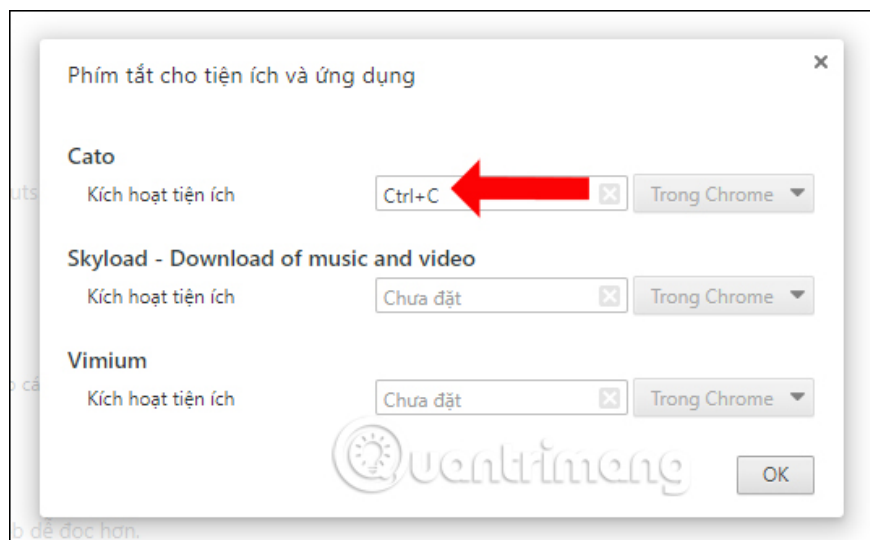 Phím tắt cho tiện ích và ứng dụng
Cato
Kích hoạt tiện ích
Ctrl+C
Trong Chrome
Skyload - Download of music and video
Kích hoạt tiện ích
Chưa đặt
Trong Chrome
Vimium
Kích hoạt tiện ích
Chưa đặt
Trong Chrome
Quantrimang
OK
dễ đọc hơn.